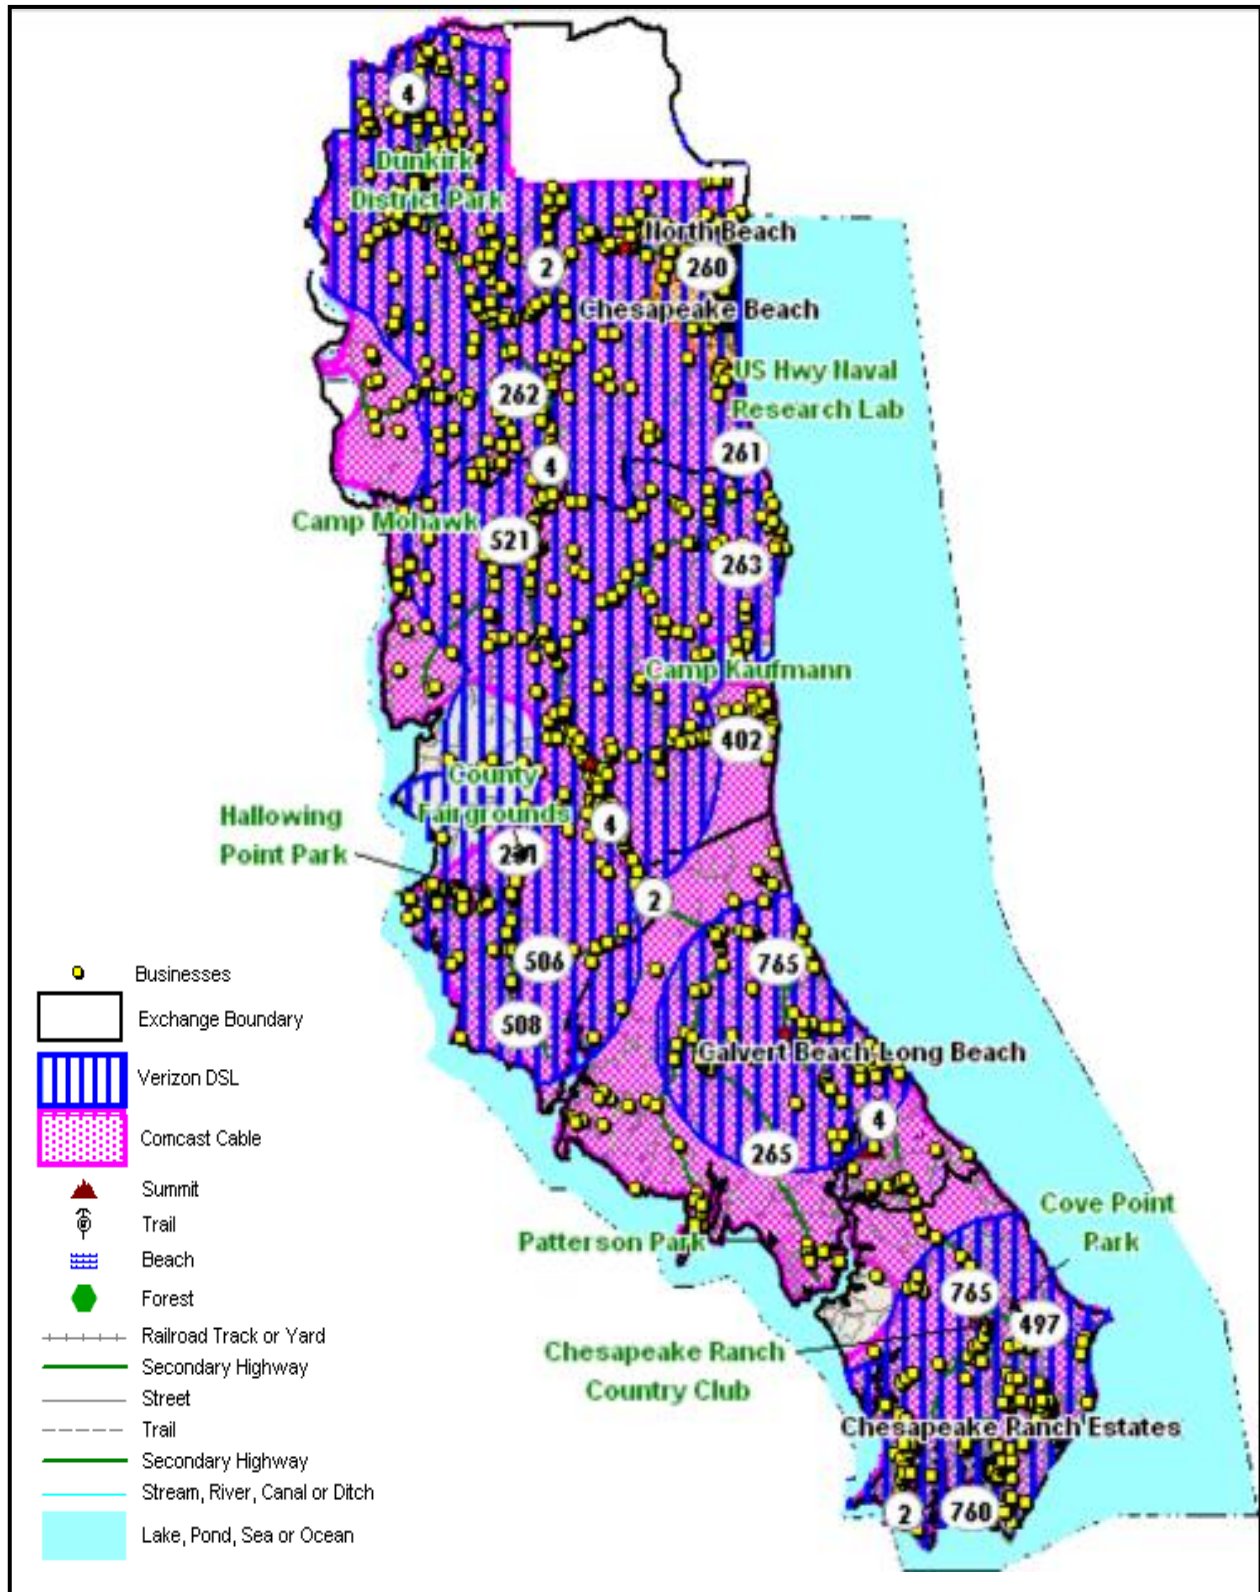 4
Dunkirk
District Park
North Beach
2
260
Chesapeake Beach
US Hwy Naval
Research Lab
262
261
4
Camp Mohawk
521
263
Camp Kaufmann
402
County
Fairgrounds
Hallowing
Point Park
4
2
506
765
508
Calvert Beach-Long Beach
4
265
Cove Point
Park
Patterson Park
765
497
Chesapeake Ranch
Country Club
Chesapeake Ranch Estates
2
760
Businesses
Exchange Boundary
Verizon DSL
Comcast Cable
Summit
Trail
Beach
Forest
Railroad Track or Yard
Secondary Highway
Street
Trail
Secondary Highway
Stream, River, Canal or Ditch
Lake, Pond, Sea or Ocean